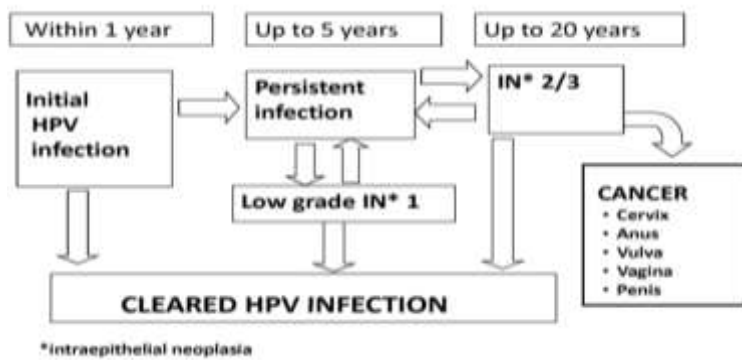 Within 1 year
Up to 5 years
Up to 20 years
Initial
HPV
infection
Persistent
infection
IN* 2/3
Low grade IN* 1
CANCER
• Cervix
• Anus
• Vulva
• Vagina
• Penis
CLEARED HPV INFECTION
*intraepithelial neoplasia